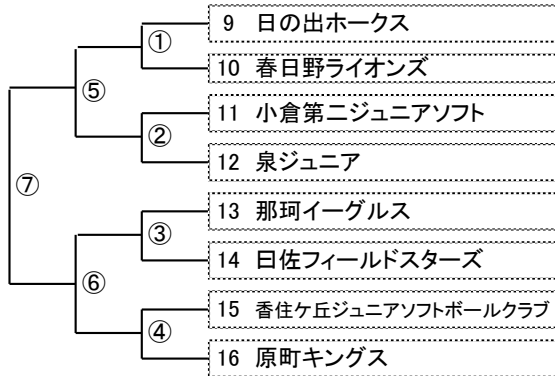 9 日の出ホークス
①
10 春日野ライオンズ
⑤
11 小倉第二ジュニアソフト
②
12 泉ジュニア
⑦
13 那珂イーグルス
③
14 日佐フィールドスターズ
⑥
15 香住ケ丘ジュニアソフトボールクラブ
④
16 原町キングス